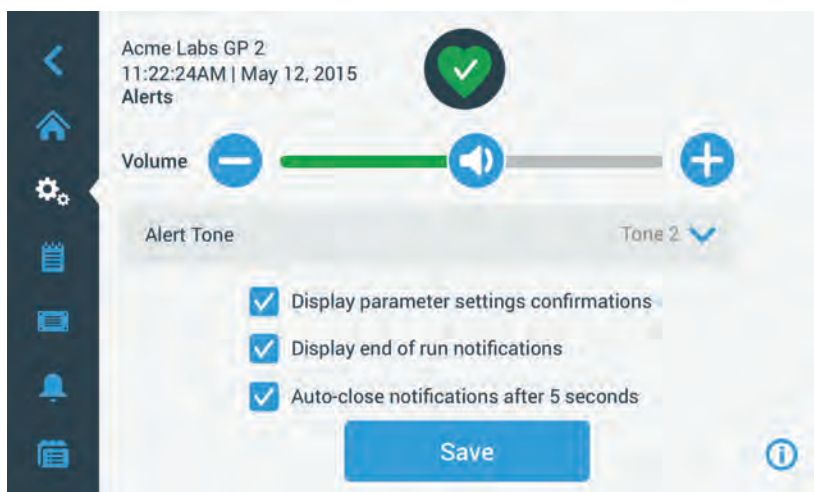 Acme Labs GP 2
11:22:24AM | May 12, 2015
Alerts
Volume
Alert Tone Tone 2
Display parameter settings confirmations
Display end of run notifications
Auto-close notifications after 5 seconds
Save